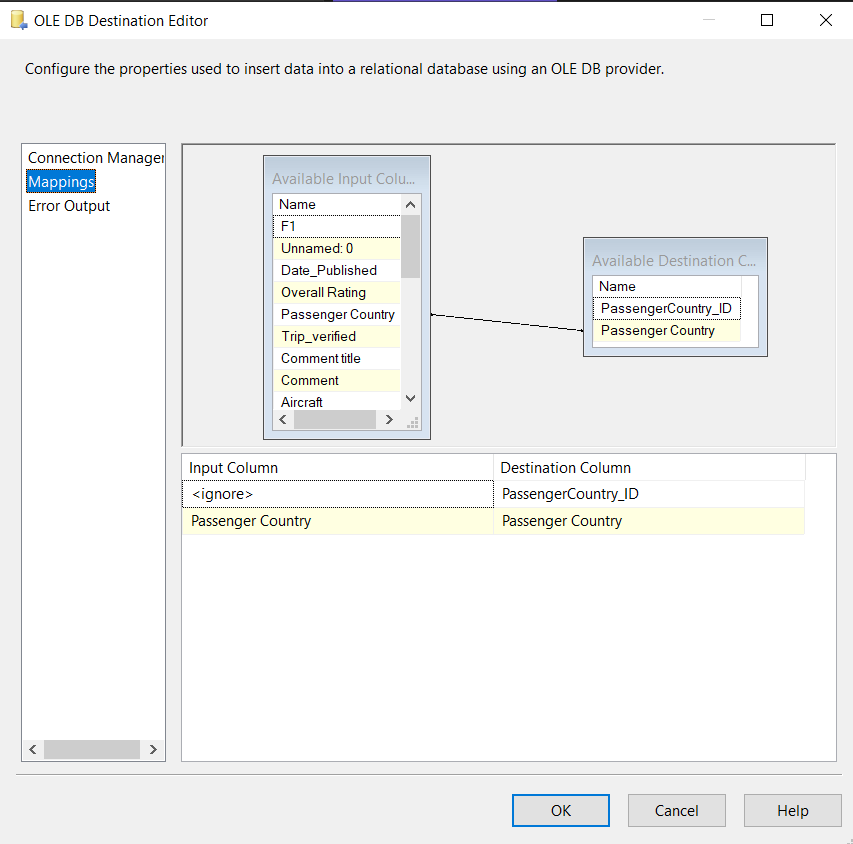 OLE DB Destination Editor
Configure the properties used to insert data into a relational database using an OLE DB provider.
Connection Manager
Mappings
Error Output
Available Input Colu...
Name
F1
Unnamed: 0
Date_Published
Overall Rating
Passenger Country
Trip_verified
Comment title
Comment
Aircraft
Available Destination C...
Name
PassengerCountry_ID
Passenger Country
Input Column Destination Column
<ignore> PassengerCountry_ID
Passenger Country Passenger Country
OK Cancel Help